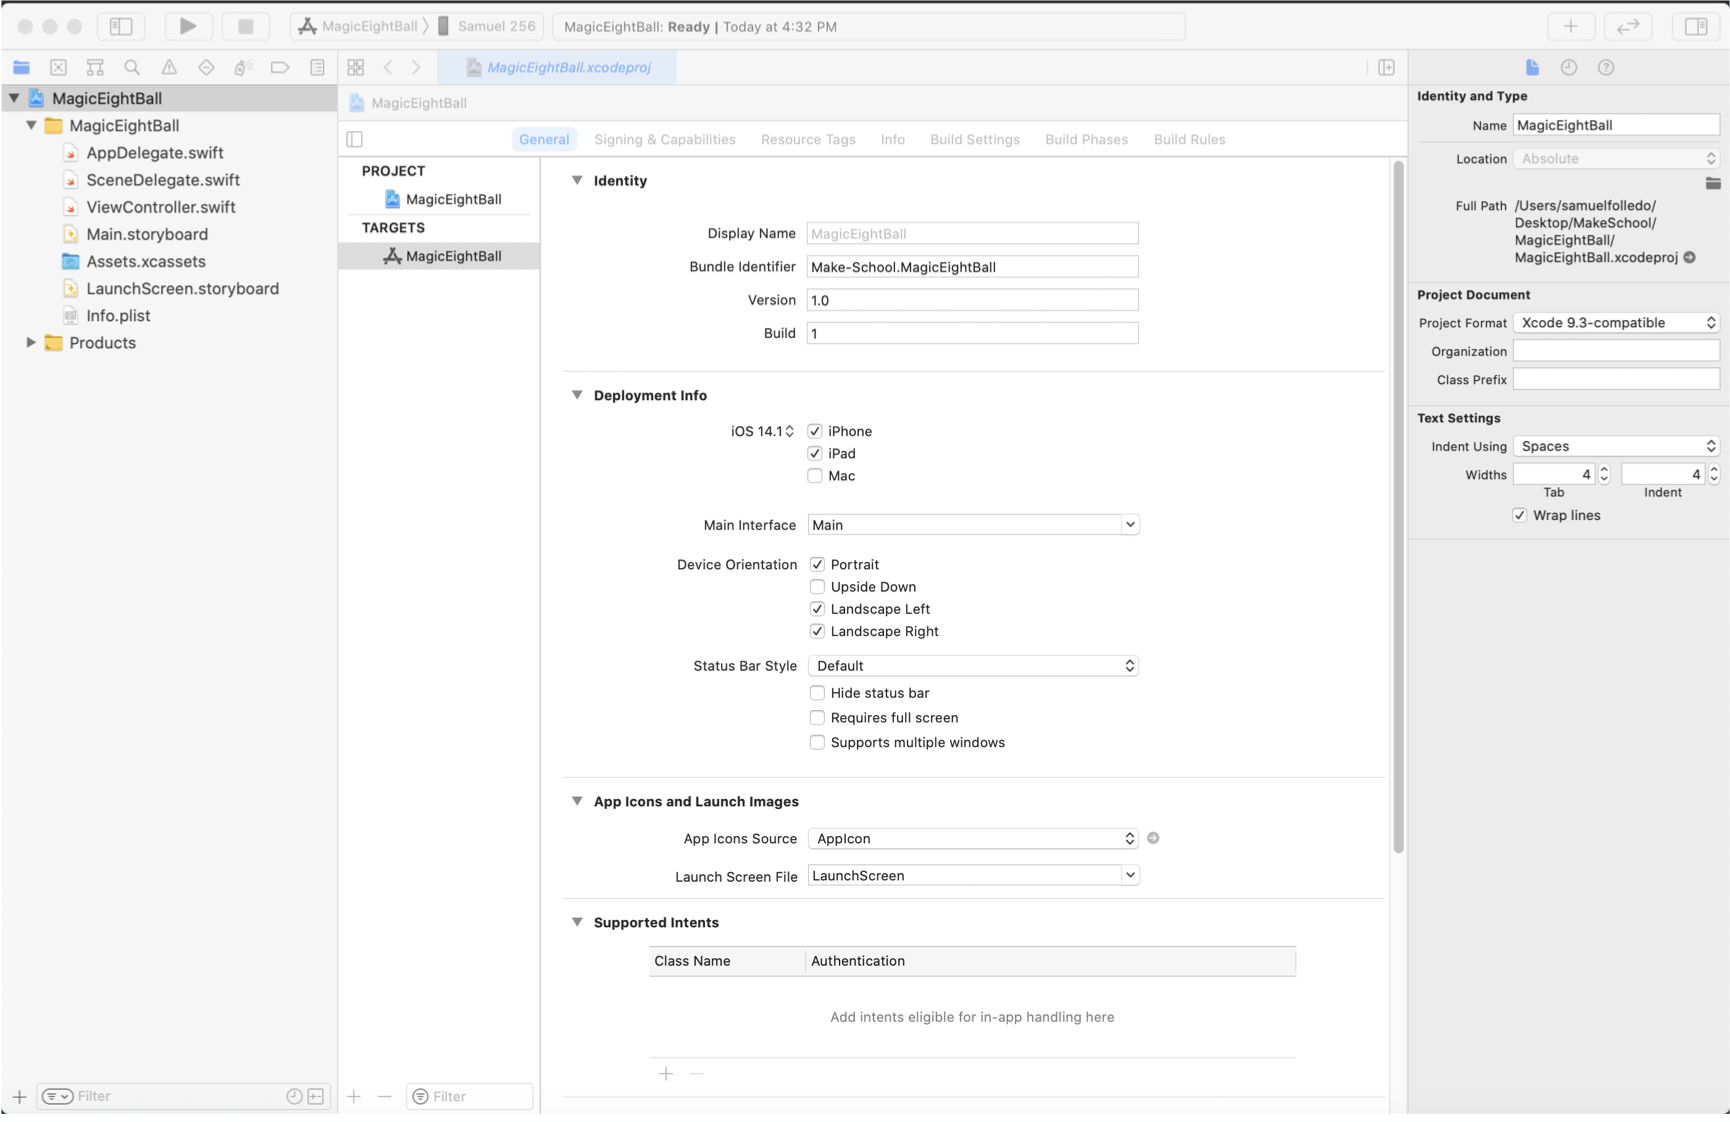 MagicEightBall 〉 Samuel 256
MagicEightBall: Ready | Today at 4:32 PM
MagicEightBall.xcodeproj
MagicEightBall
MagicEightBall
AppDelegate.swift
SceneDelegate.swift
ViewController.swift
Main.storyboard
Assets.xcassets
LaunchScreen.storyboard
Info.plist
Products
Filter
MagicEightBall
General Signing & Capabilities Resource Tags Info Build Settings Build Phases Build Rules
PROJECT
MagicEightBall
TARGETS
MagicEightBall
Filter
Identity
Display Name MagicEightBall
Bundle Identifier Make-School.MagicEightBall
Version 1.0
Build 1
Deployment Info
iOS 14.1 iPhone
iPad
Mac
Main Interface Main
Device Orientation Portrait
Upside Down
Landscape Left
Landscape Right
Status Bar Style Default
Hide status bar
Requires full screen
Supports multiple windows
App Icons and Launch Images
App Icons Source AppIcon
Launch Screen File LaunchScreen
Supported Intents
Class Name Authentication
Add intents eligible for in-app handling here
Identity and Type
Name MagicEightBall
Location Absolute
Full Path /Users/samuelfolledo/
Desktop/MakeSchool/
MagicEightBall/
MagicEightBall.xcodeproj
Project Document
Project Format Xcode 9.3-compatible
Organization
Class Prefix
Text Settings
Indent Using Spaces
Widths 4 4
Tab Indent
Wrap lines